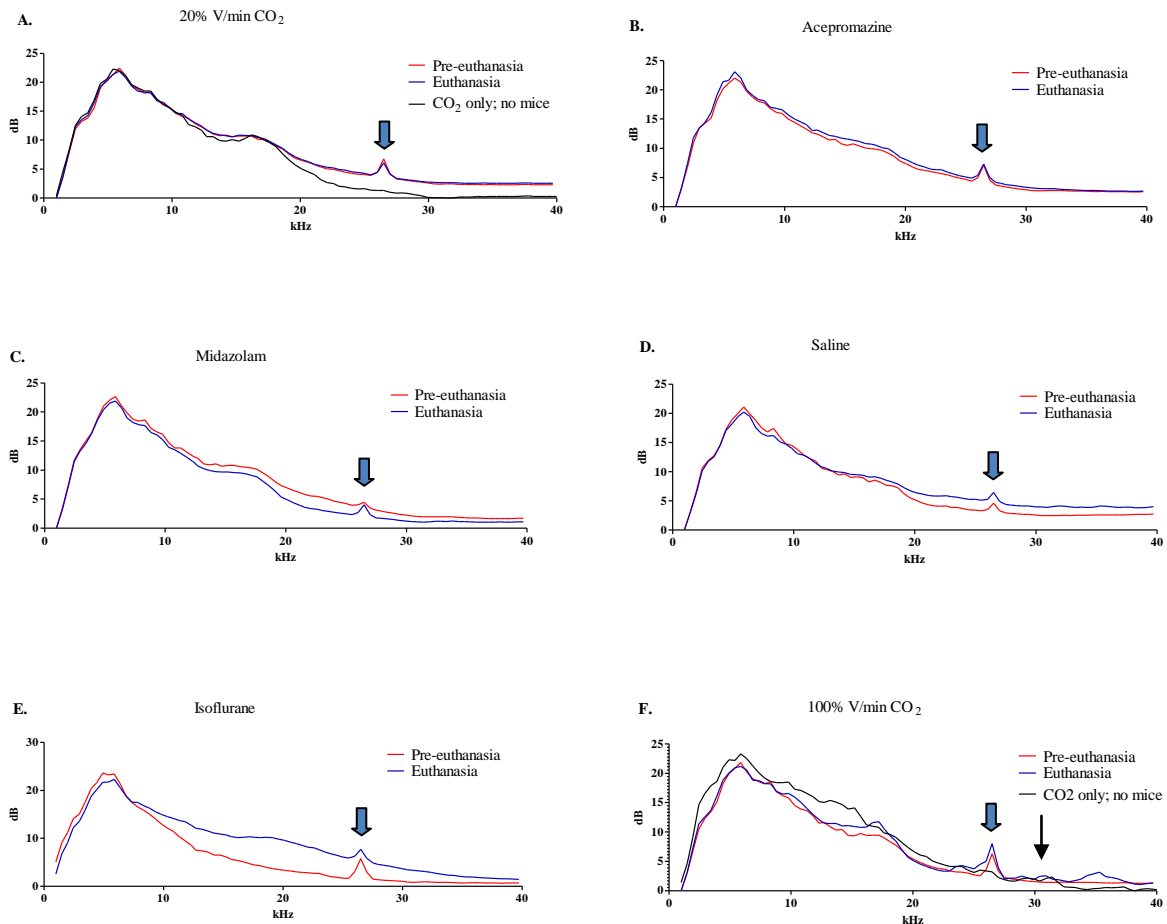 A.
20% V/min CO₂
25
20
15
10
5
0
dB
0
10
20
30
40
kHz
Pre-euthanasia
Euthanasia
CO₂ only; no mice
B.
Acepromazine
25
20
15
10
5
0
dB
0
10
20
30
40
kHz
Pre-euthanasia
Euthanasia
C.
Midazolam
25
20
15
10
5
0
dB
0
10
20
30
40
kHz
Pre-euthanasia
Euthanasia
D.
Saline
25
20
15
10
5
0
dB
0
10
20
30
40
kHz
Pre-euthanasia
Euthanasia
E.
Isoflurane
30
20
10
0
dB
0
10
20
30
40
kHz
Pre-euthanasia
Euthanasia
F.
100% V/min CO₂
25
20
15
10
5
0
dB
0
10
20
30
40
kHz
Pre-euthanasia
Euthanasia
CO2 only; no mice